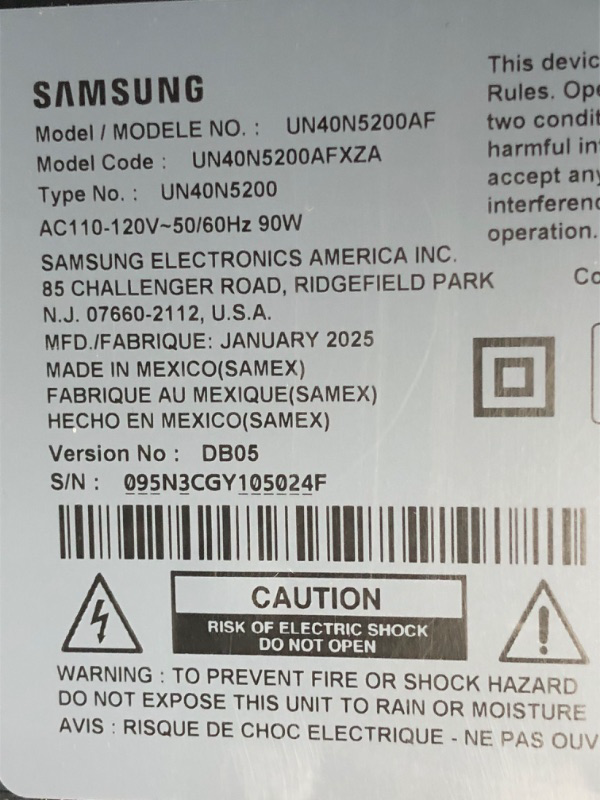 SAMSUNG
Model / MODELE NO. : UN40N5200AF
Model Code : UN40N5200AFXZA
Type No. : UN40N5200
AC110-120V~50/60Hz 90W
SAMSUNG ELECTRONICS AMERICA INC.
85 CHALLENGER ROAD, RIDGEFIELD PARK
N.J. 07660-2112, U.S.A.
MFD./FABRIQUE: JANUARY 2025
MADE IN MEXICO(SAMEX)
FABRIQUE AU MEXIQUE(SAMEX)
HECHO EN MEXICO(SAMEX)
Version No : DB05
S/N : 095N3CGY105024F
This devic
Rules. Ope
two condit
harmful in
accept any
interferenc
operation.
Co
CAUTION
RISK OF ELECTRIC SHOCK
DO NOT OPEN
WARNING : TO PREVENT FIRE OR SHOCK HAZARD
DO NOT EXPOSE THIS UNIT TO RAIN OR MOISTURE
AVIS : RISQUE DE CHOC ELECTRIQUE - NE PAS OUV